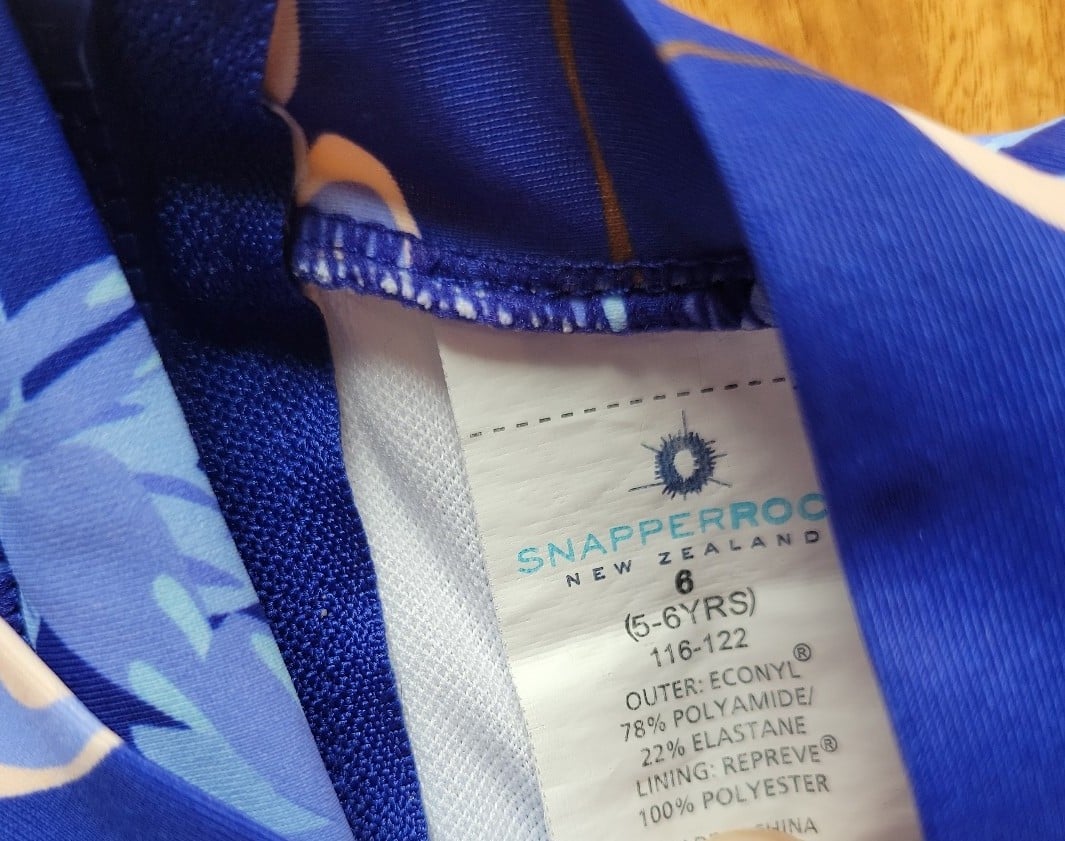 SNAPPERROC
NEW ZEALAND
6
(5-6YRS)
116-122
OUTER: ECONYL®
78% POLYAMIDE/
22% ELASTANE
LINING: REPREVE®
100% POLYESTER